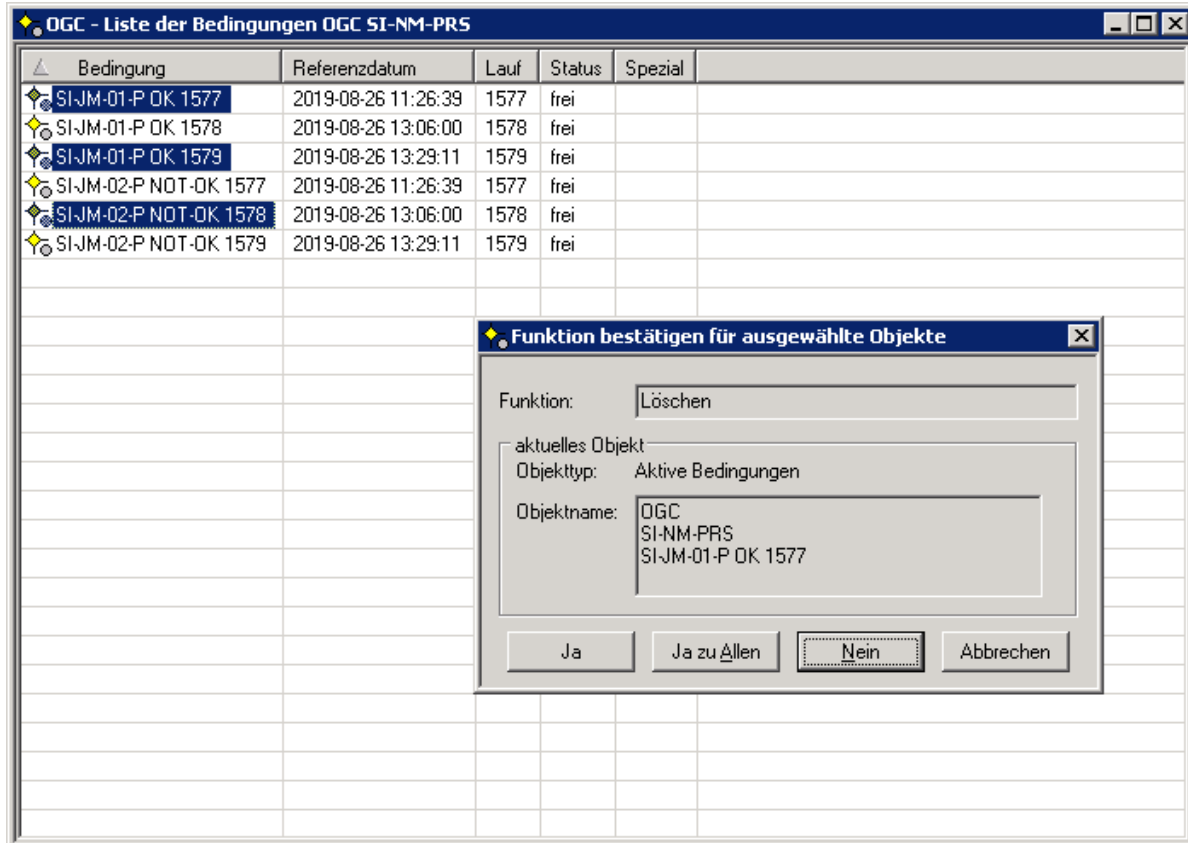 OGC - Liste der Bedingungen OGC SI-NM-PRS
Bedingung Referenzdatum Lauf Status Spezial
SI-JM-01-P OK 1577 2019-08-26 11:26:39 1577 frei
SI-JM-01-P OK 1578 2019-08-26 13:06:00 1578 frei
SI-JM-01-P OK 1579 2019-08-26 13:29:11 1579 frei
SI-JM-02-P NOT-OK 1577 2019-08-26 11:26:39 1577 frei
SI-JM-02-P NOT-OK 1578 2019-08-26 13:06:00 1578 frei
SI-JM-02-P NOT-OK 1579 2019-08-26 13:29:11 1579 frei
Funktion bestätigen für ausgewählte Objekte
Funktion: Löschen
aktuelles Objekt
Objekttyp: Aktive Bedingungen
Objektname: OGC
SI-NM-PRS
SI-JM-01-P OK 1577
Ja Ja zu Allen Nein Abbrechen